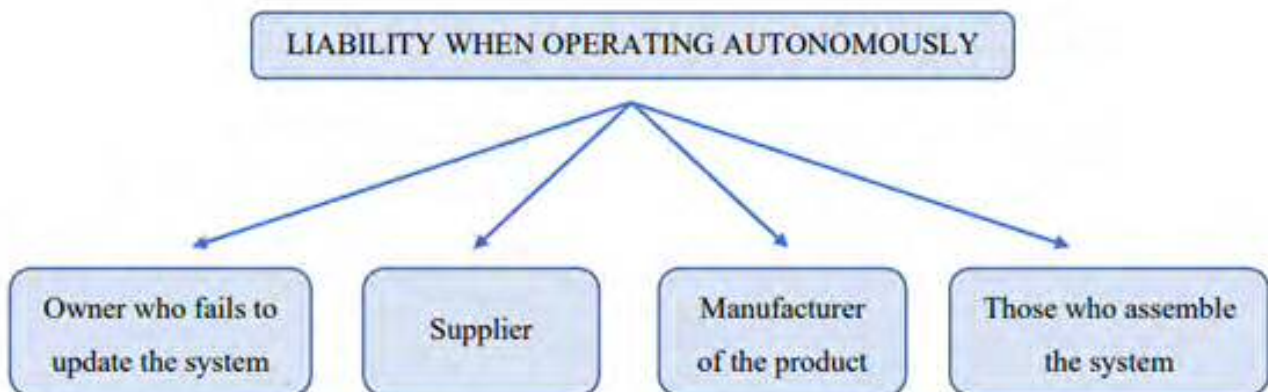 LIABILITY WHEN OPERATING AUTONOMOUSLY
Owner who fails to
update the system
Supplier
Manufacturer
of the product
Those who assemble
the system